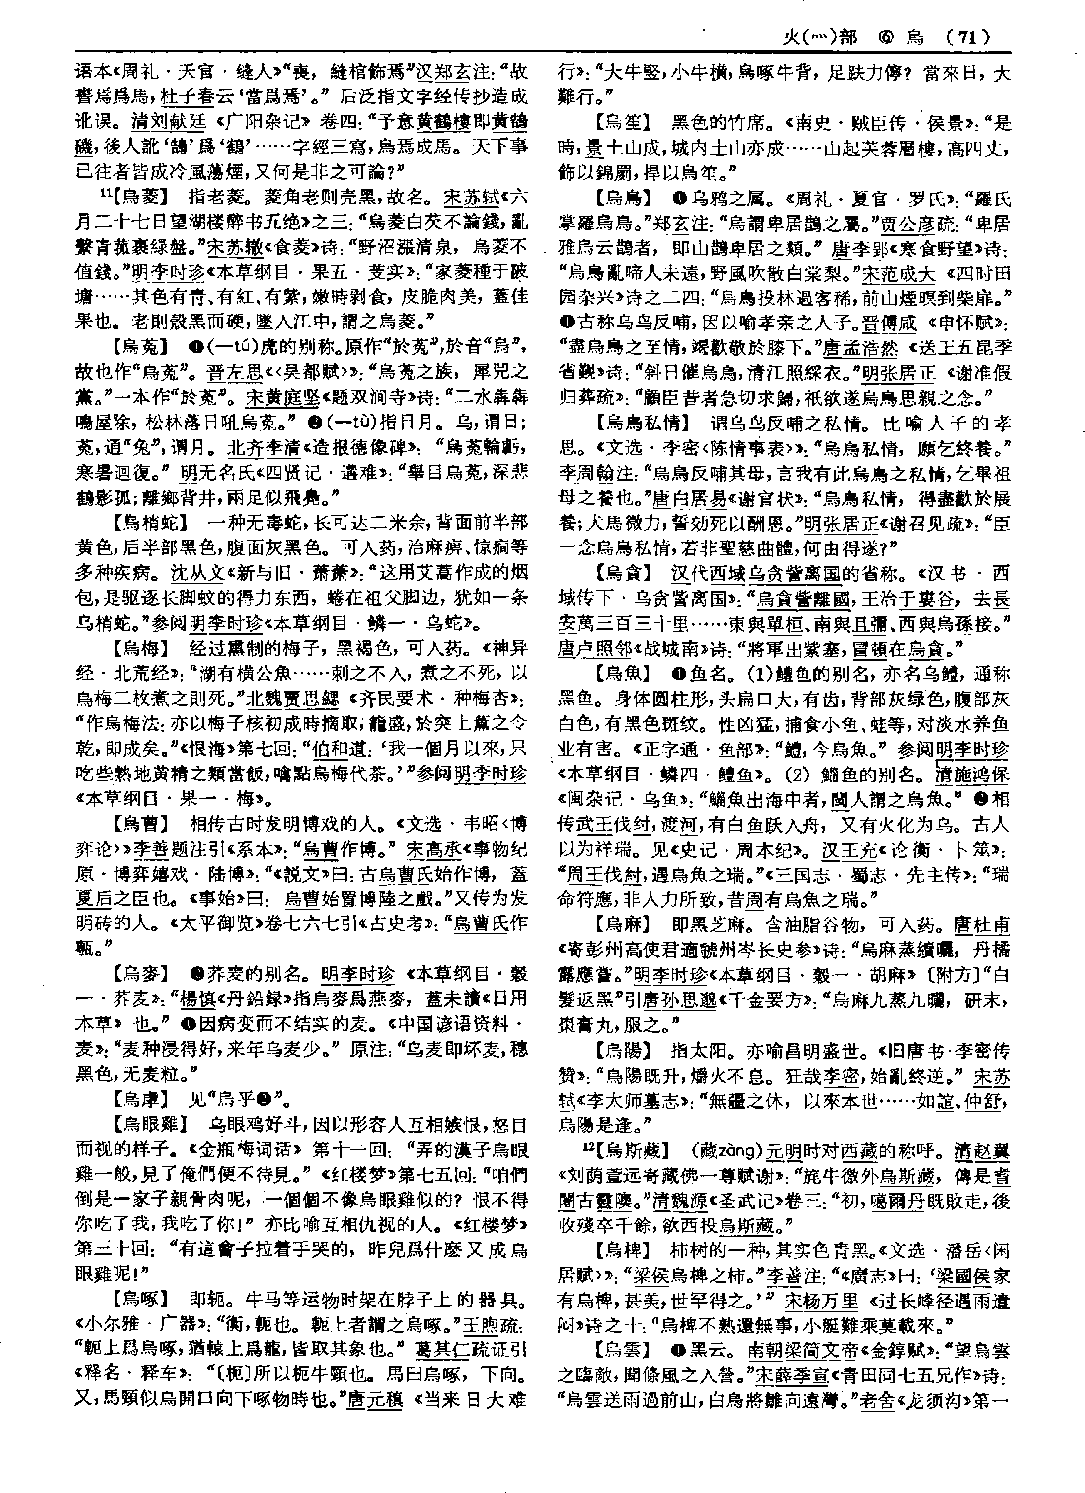 火(灬)部 ⑥ 烏 (71)
语本《周礼·天官·缝人》“喪，縫棺飾焉”汉郑玄注：“故
書焉爲馬，杜子春云‘當爲焉’。” 后泛指文字经传抄造成
讹误。清刘献廷《广阳杂记》卷四：“予意黄鶴樓即黄鵠
磯，後人訛‘鵠’爲‘鶴’……字經三寫，烏焉成馬。天下事
已往者皆成冷風蕩煙，又何是非之可論？”
11【烏菱】 指老菱。菱角老则壳黑，故名。宋苏轼《六
月二十七日望湖楼醉书五绝》之三：“烏菱白芡不論錢，亂
繫青菰裹緑盤。”宋苏辙《食菱》诗：“野沼漲清泉，烏菱不
值錢。”明李时珍《本草纲目·果五·芰实》：“家菱種于陂
塘……其色有青、有紅、有紫，嫩時剥食，皮脆肉美，蓋佳
果也。老則殻黑而硬，墜入江中，謂之烏菱。”
【烏菟】 ❶(—tú)虎的别称。原作“於菟”，於音“烏”，
故也作“烏菟”。晋左思《〈吴都赋〉》：“烏菟之族，犀兕之
黨。”一本作“於菟”。宋黄庭坚《题双涧寺》诗：“二水犇犇
鳴屋除，松林落日吼烏菟。” ❷(—tù)指日月。乌，谓日；
菟，通“兔”，谓月。北齐李清《造报德像碑》：“烏菟輪虧，
寒暑迴復。” 明无名氏《四贤记·遘难》：“舉目烏菟，深悲
鶴影孤；離鄉背井，兩足似飛鳧。”
【烏梢蛇】 一种无毒蛇，长可达二米余，背面前半部
黄色，后半部黑色，腹面灰黑色。可入药，治麻痹、惊痫等
多种疾病。沈从文《新与旧·萧萧》：“这用艾蒿作成的烟
包，是驱逐长脚蚊的得力东西，蜷在祖父脚边，犹如一条
乌梢蛇。”参阅明李时珍《本草纲目·鳞一·乌蛇》。
【烏梅】 经过熏制的梅子，黑褐色，可入药。《神异
经·北荒经》：“湖有横公魚……刺之不入，煮之不死，以
烏梅二枚煮之則死。”北魏贾思勰《齐民要术·种梅杏》：
“作烏梅法：亦以梅子核初成時摘取，籠盛，於突上薰之令
乾，即成矣。”《恨海》第七回：“伯和道：‘我一個月以來，只
吃些熟地黄精之類當飯，噙點烏梅代茶。’”参阅明李时珍
《本草纲目·果一·梅》。
【烏曹】 相传古时发明博戏的人。《文选·韦昭〈博
弈论〉》李善题注引《系本》：“烏曹作博。” 宋高承《事物纪
原·博弈嬉戏·陆博》：“《説文》曰：古烏曹氏始作博，蓋
夏后之臣也。《事始》曰：烏曹始置博陸之戲。”又传为发
明砖的人。《太平御览》卷七六七引《古史考》：“烏曹氏作
甎。”
【烏麥】 ❶荞麦的别名。明李时珍《本草纲目·穀
一·荞麦》：“楊慎《丹鉛録》指烏麥爲燕麥，蓋未讀《日用
本草》也。” ❷因病变而不结实的麦。《中国谚语资料·
麦》：“麦种浸得好，来年乌麦少。” 原注：“乌麦即坏麦，穗
黑色，无麦粒。”
【烏虖】 见“烏乎❷”。
【烏眼雞】 乌眼鸡好斗，因以形容人互相嫉恨，怒目
而视的样子。《金瓶梅词话》第十一回：“弄的漢子烏眼
雞一般，見了俺們便不待見。” 《红楼梦》第七五回：“咱們
倒是一家子親骨肉呢，一個個不像烏眼雞似的？恨不得
你吃了我，我吃了你！” 亦比喻互相仇视的人。《红楼梦》
第三十回：“有這會子拉着手哭的，昨兒爲什麽又成烏
眼雞呢！”
【烏啄】 即轭。牛马等运物时架在脖子上的器具。
《小尔雅·广器》：“衡，軛也。軛上者謂之烏啄。”王煦疏：
“軛上爲烏啄，猶轅上爲龍，皆取其象也。” 葛其仁疏证引
《释名·释车》：“〔枙〕所以扼牛頸也。馬曰烏啄，下向。
又，馬頸似烏開口向下啄物時也。”唐元稹《当来日大难
行》：“大牛竪，小牛横，烏啄牛背，足趺力儜？當來日，大
難行。”
【烏笙】 黑色的竹席。《南史·贼臣传·侯景》：“是
時，景土山成，城内土山亦成……山起芙蓉層樓，高四丈，
飾以錦罽，捍以烏笙。”
【烏鳥】 ❶乌鸦之属。《周礼·夏官·罗氏》：“羅氏
掌羅烏鳥。”郑玄注：“烏謂卑居鵲之屬。”贾公彦疏：“卑居
雅烏云鵲者，即山鵲卑居之類。” 唐李郢《寒食野望》诗：
“烏鳥亂啼人未遠，野風吹散白棠梨。”宋范成大《四时田
园杂兴》诗之二四：“烏鳥投林過客稀，前山煙暝到柴扉。”
❷古称乌鸟反哺，因以喻孝亲之人子。晋傅咸《申怀赋》：
“盡烏鳥之至情，竭歡敬於膝下。”唐孟浩然《送王五昆季
省觐》诗：“斜日催烏鳥，清江照綵衣。”明张居正《谢准假
归葬疏》：“顧臣昔者急切求歸，祇欲遂烏鳥思親之念。”
【烏鳥私情】 谓乌鸟反哺之私情。比喻人子的孝
思。《文选·李密〈陈情事表〉》：“烏鳥私情，願乞終養。”
李周翰注：“烏鳥反哺其母，言我有此烏鳥之私情，乞畢祖
母之養也。”唐白居易《谢官状》：“烏鳥私情，得盡歡於展
養；犬馬微力，誓効死以酬恩。”明张居正《谢召见疏》：“臣
一念烏鳥私情，若非聖慈曲體，何由得遂？”
【烏貪】 汉代西域乌贪訾离国的省称。《汉书·西
域传下·乌贪訾离国》：“烏貪訾離國，王治于婁谷，去長
安萬三百三十里……東與單桓、南與且彌、西與烏孫接。”
唐卢照邻《战城南》诗：“將軍出紫塞，冒頓在烏貪。”
【烏魚】 ❶鱼名。(1)鳢鱼的别名，亦名乌鳢，通称
黑鱼。身体圆柱形，头扁口大，有齿，背部灰绿色，腹部灰
白色，有黑色斑纹。性凶猛，捕食小鱼、蛙等，对淡水养鱼
业有害。《正字通·鱼部》：“鱧，今烏魚。” 参阅明李时珍
《本草纲目·鳞四·鳢鱼》。(2)鲻鱼的别名。清施鸿保
《闽杂记·乌鱼》：“鯔魚出海中者，閩人謂之烏魚。” ❷相
传武王伐纣，渡河，有白鱼跃入舟，又有火化为乌。古人
以为祥瑞。见《史记·周本纪》。汉王充《论衡·卜筮》：
“周王伐紂，遇烏魚之瑞。”《三国志·蜀志·先主传》：“瑞
命符應，非人力所致，昔周有烏魚之瑞。”
【烏麻】 即黑芝麻。含油脂谷物，可入药。唐杜甫
《寄彭州高使君適虢州岑长史参》诗：“烏麻蒸續曬，丹橘
露應嘗。”明李时珍《本草纲目·穀一·胡麻》〔附方〕“白
髮返黑”引唐孙思邈《千金要方》：“烏麻九蒸九曬，研末，
棗膏丸，服之。”
【烏陽】 指太阳。亦喻昌明盛世。《旧唐书·李密传
赞》：“烏陽既升，爝火不息。狂哉李密，始亂終逆。” 宋苏
轼《李太师墓志》：“無疆之休，以來本世……如誼、仲舒，
烏陽是逢。”
12【烏斯藏】 (藏zàng)元明时对西藏的称呼。清赵翼
《刘荫萱远寄藏佛一尊赋谢》：“旄牛徼外烏斯藏，傳是耆
闍古靈隩。”清魏源《圣武记》卷三：“初，噶爾丹既敗走，後
收殘卒千餘，欲西投烏斯藏。”
【烏椑】 柿树的一种，其实色青黑。《文选·潘岳〈闲
居赋〉》：“梁侯烏椑之柿。”李善注：“《廣志》曰：‘梁國侯家
有烏椑，甚美，世罕得之。’” 宋杨万里《过长峰径遇雨遣
闷》诗之十：“烏椑不熟還無事，小艇難乘莫載來。”
【烏雲】 ❶黑云。南朝梁简文帝《金錞赋》：“望烏雲
之臨敵，聞條風之入營。”宋薛季宣《青田同七五兄作》诗：
“烏雲送雨過前山，白鳥將雛向遠灣。”老舍《龙须沟》第一